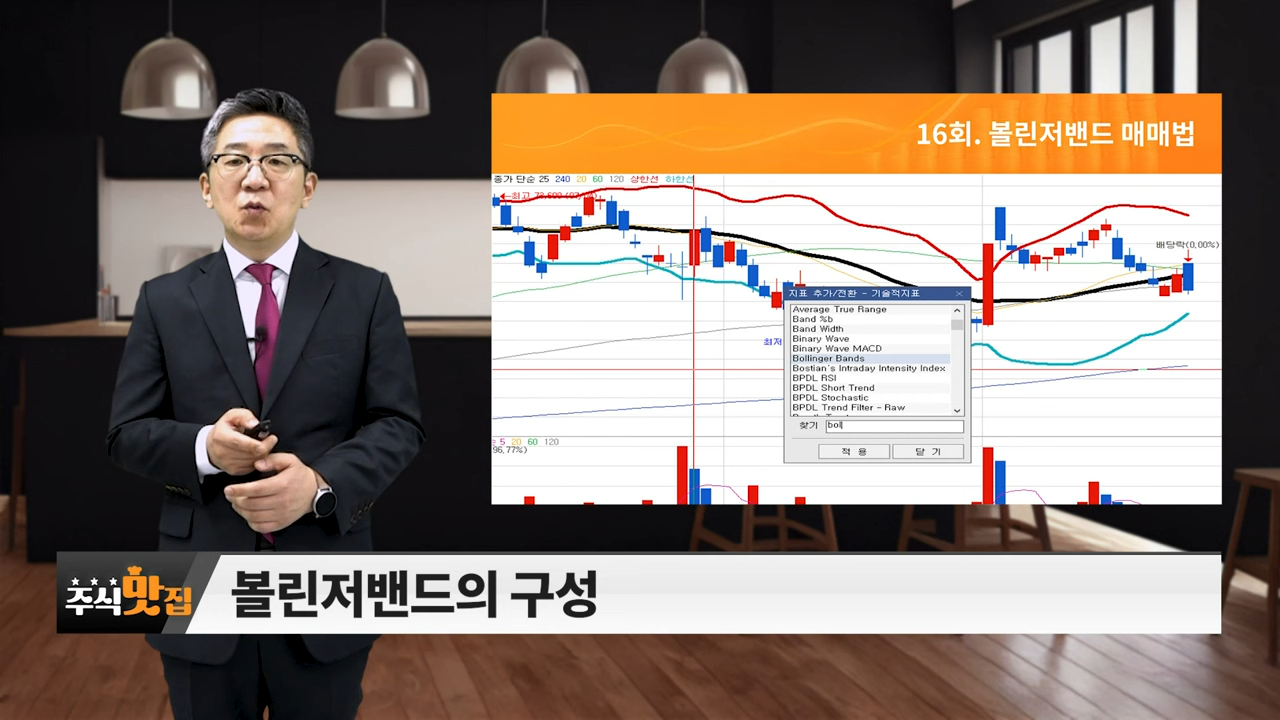 16회. 볼린저밴드 매매법
종가 단순 25 240 20 60 120 상한선 하한선
배당락(0,00%)
지표 추가/전환 - 기술적지표
Average True Range
Band %b
Band Width
Binary Wave
Binary Wave MACD
최저
Bollinger Bands
Bostian's Intraday Intensity Index
BPDL RSI
BPDL Short Trend
BPDL Stochastic
BPDL Trend Filter - Raw
찾기 bol
적 용 닫 기
5 20 60 120
96,77%)
주식맛집
볼린저밴드의 구성